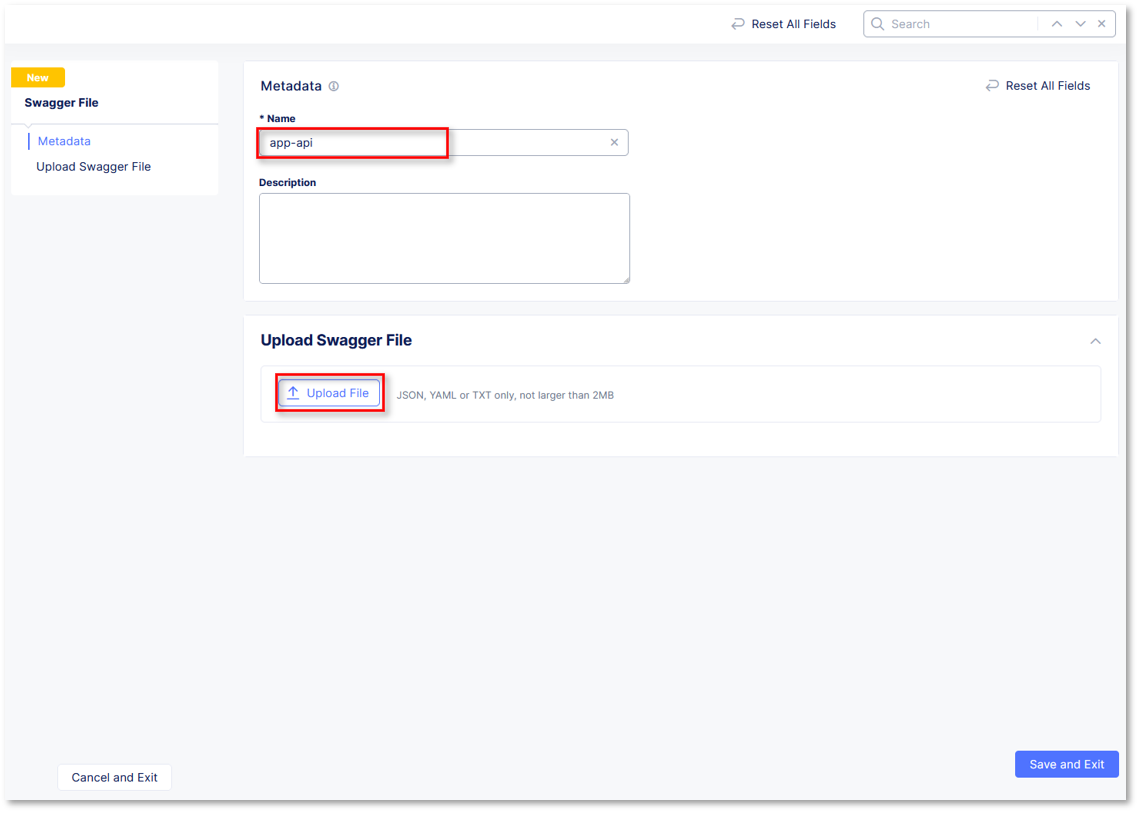 Reset All Fields
Search
New
Swagger File
Metadata
Upload Swagger File
Metadata
Reset All Fields
* Name
app-api
Description
Upload Swagger File
Upload File JSON, YAML or TXT only, not larger than 2MB
Cancel and Exit
Save and Exit